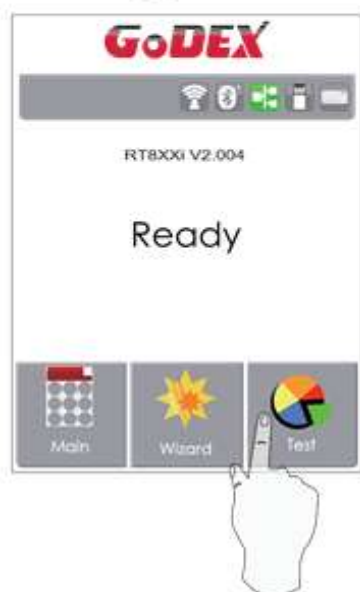 GoDEX
RT8XXi V2.004
Ready
Main
Wizard
Test